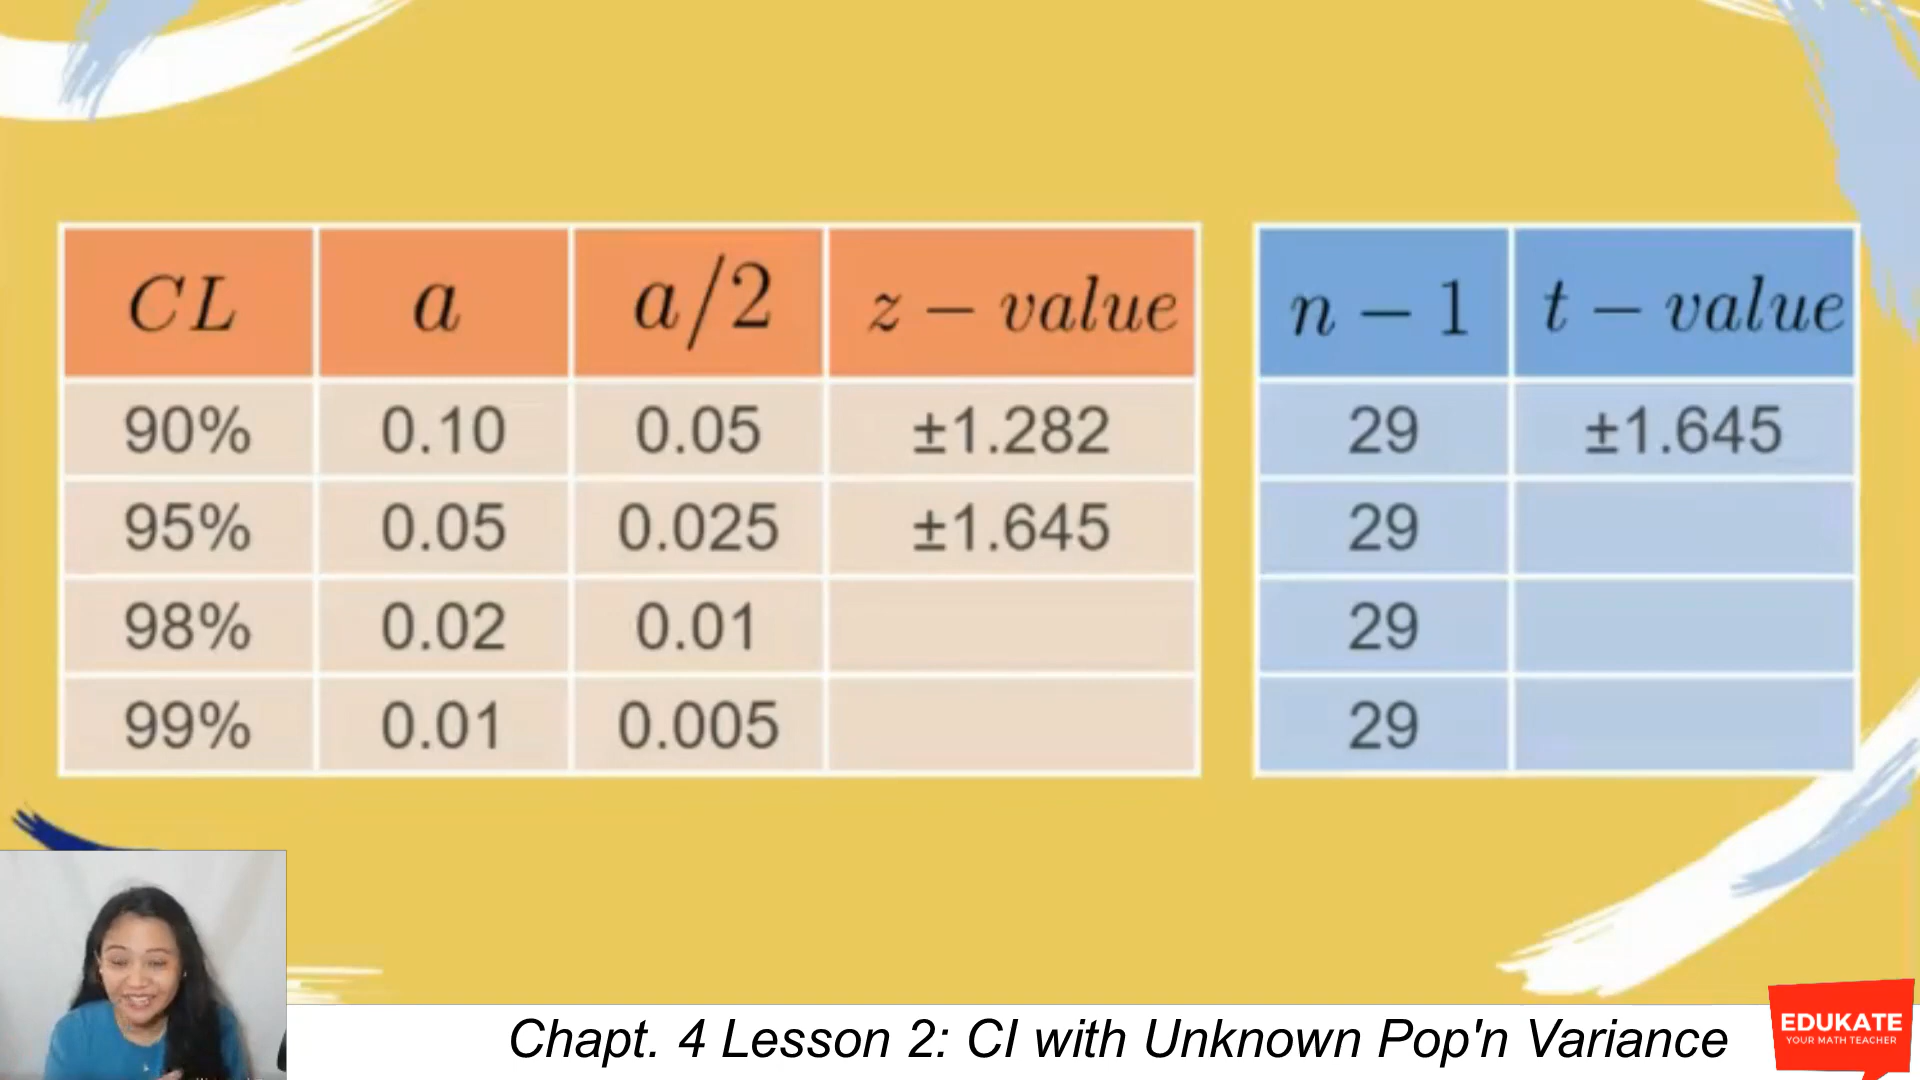 CL a a/2 z − value
90% 0.10 0.05 ±1.282
95% 0.05 0.025 ±1.645
98% 0.02 0.01
99% 0.01 0.005
n − 1 t − value
29 ±1.645
29
29
29
Chapt. 4 Lesson 2: CI with Unknown Pop'n Variance
EDUKATE
YOUR MATH TEACHER